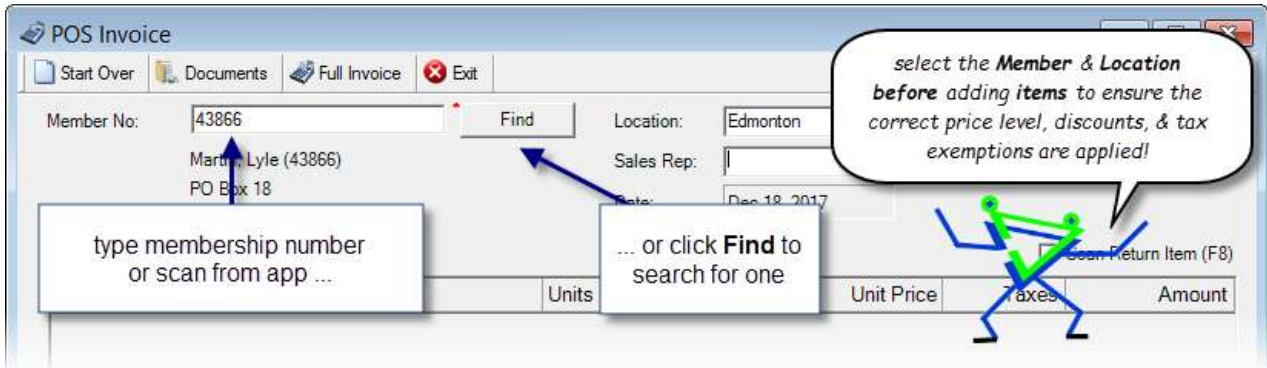 POS Invoice
Start Over Documents Full Invoice Exit
select the Member & Location
before adding items to ensure the
correct price level, discounts, & tax
exemptions are applied!
Member No: 43866 * Find Location: Edmonton
Lyle (43866) Sales Rep:
PO Box 18
Date: Dec 18, 2017
type membership number
or scan from app ...
... or click Find to
search for one
Scan Return Item (F8)
Units Unit Price Taxes Amount